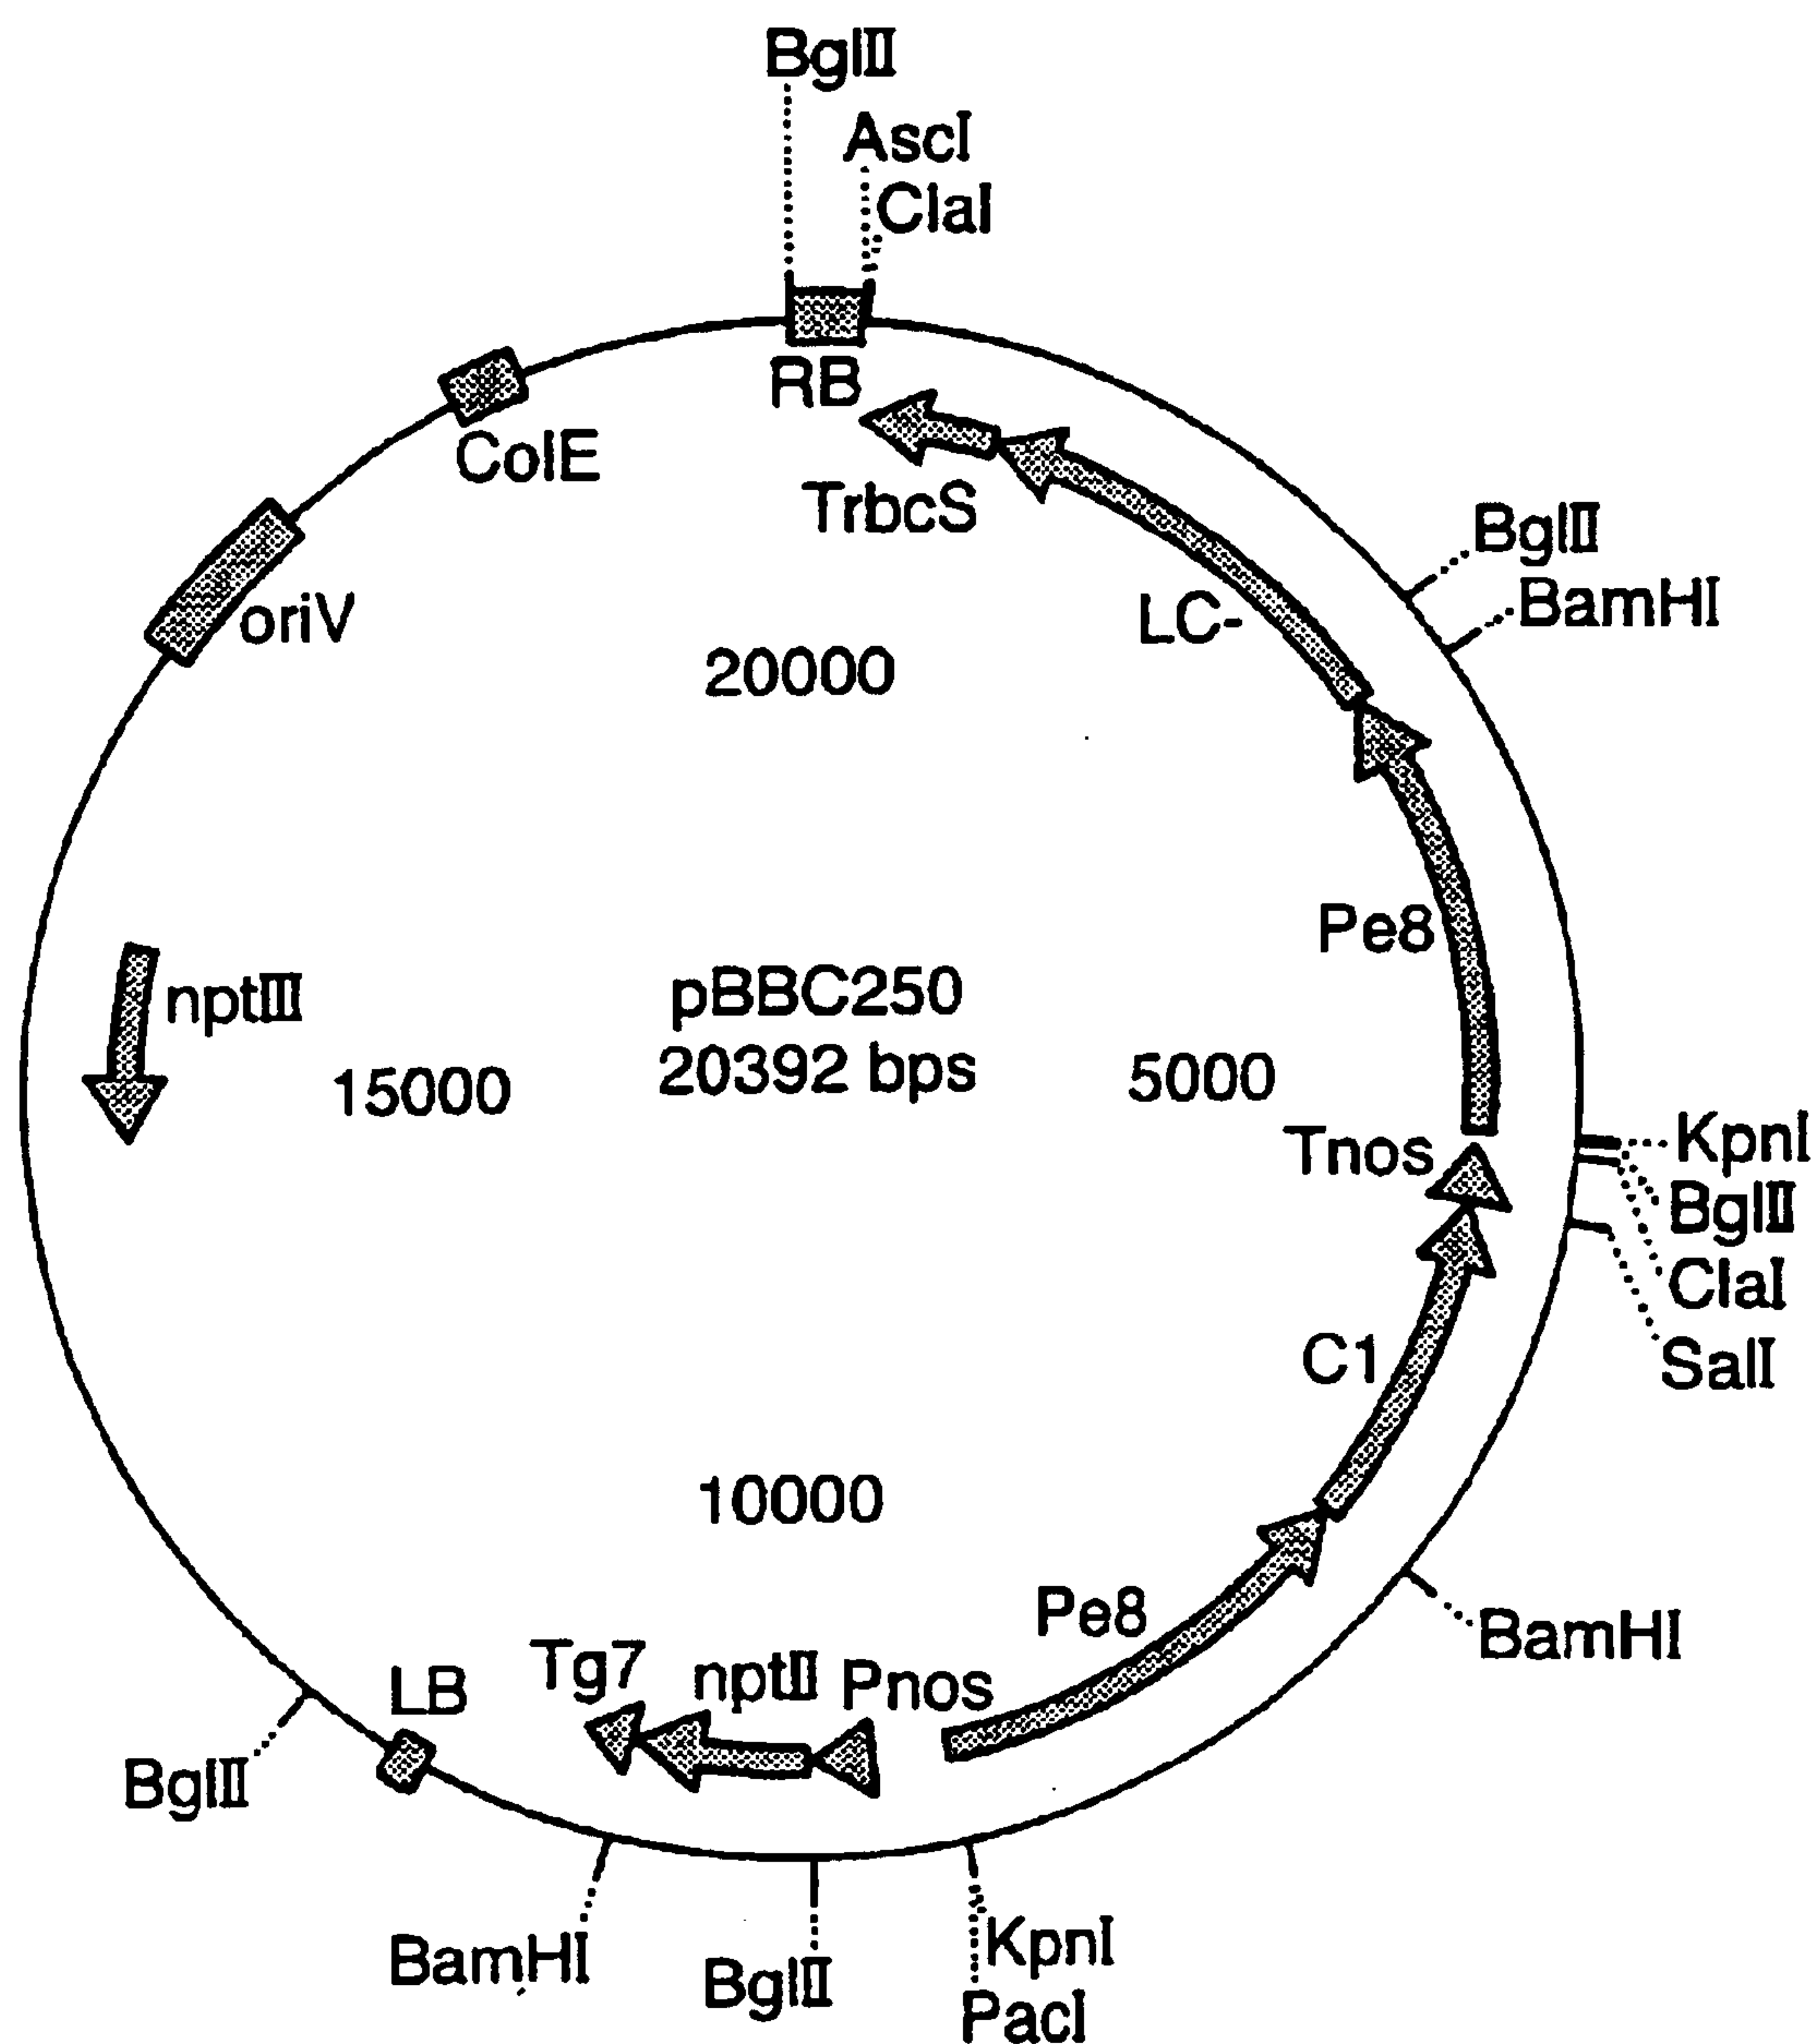 BglII
AscI
ClaI
RB
ColE
TrbcS
BglII
BamHI
oriV
LC-
20000
Pe8
nptIII
pBBC250
20392 bps
15000
5000
Tnos
KpnI
BglII
ClaI
SalI
C1
10000
Pe8
BamHI
Tg7
nptII
Pnos
LB
BglII
BamHI
BglII
KpnI
PacI